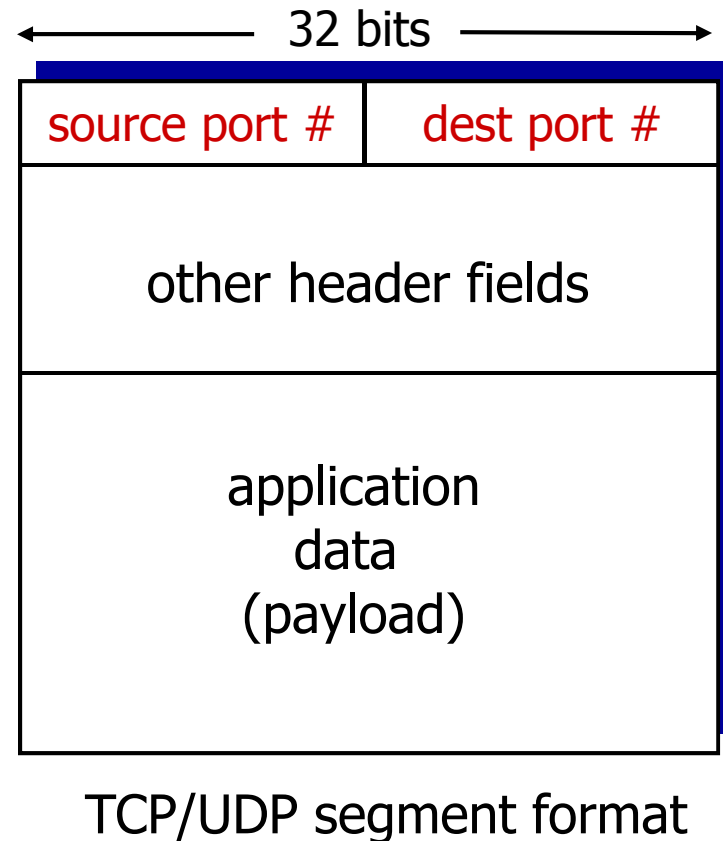 32 bits
source port # dest port #
other header fields
application
data
(payload)
TCP/UDP segment format